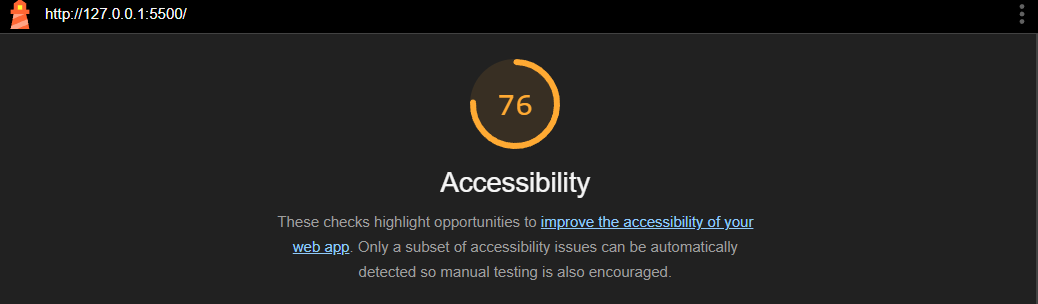 http://127.0.0.1:5500/
76
Accessibility
These checks highlight opportunities to improve the accessibility of your
web app. Only a subset of accessibility issues can be automatically
detected so manual testing is also encouraged.